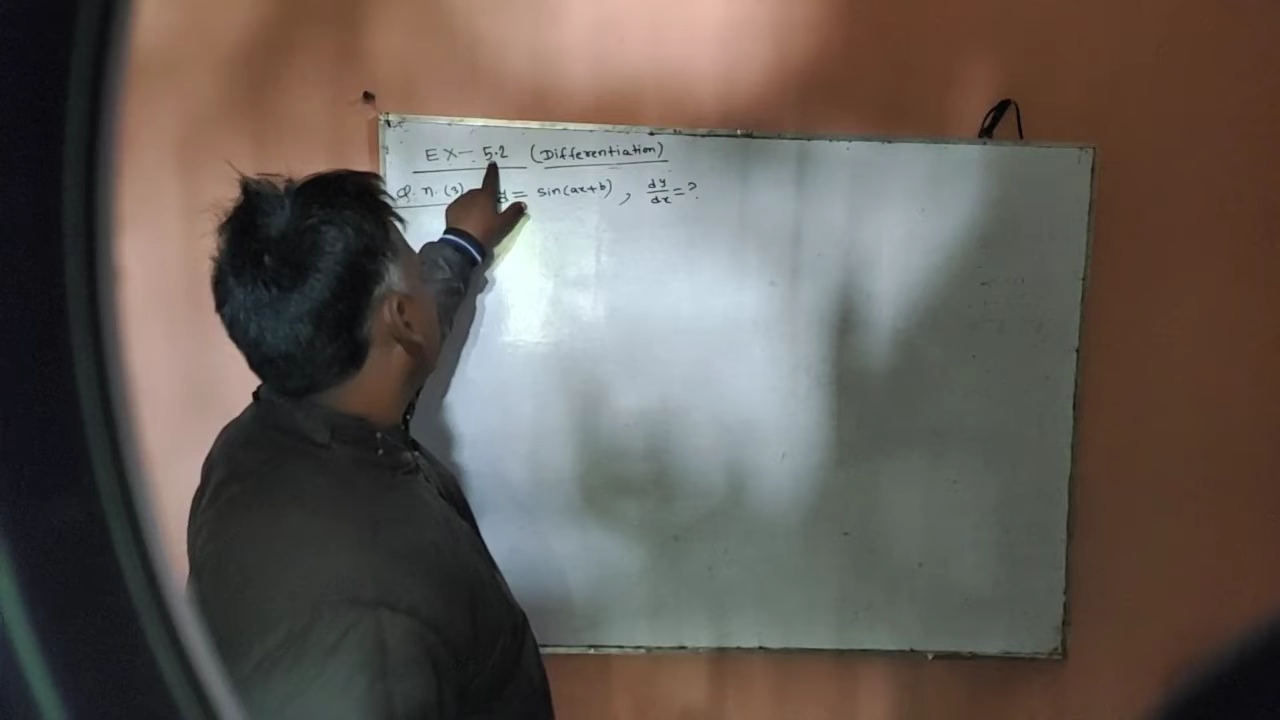 EX- 5.2 (Differentiation)
Q.n.(3) y = sin(ax+b), dy/dx = ?